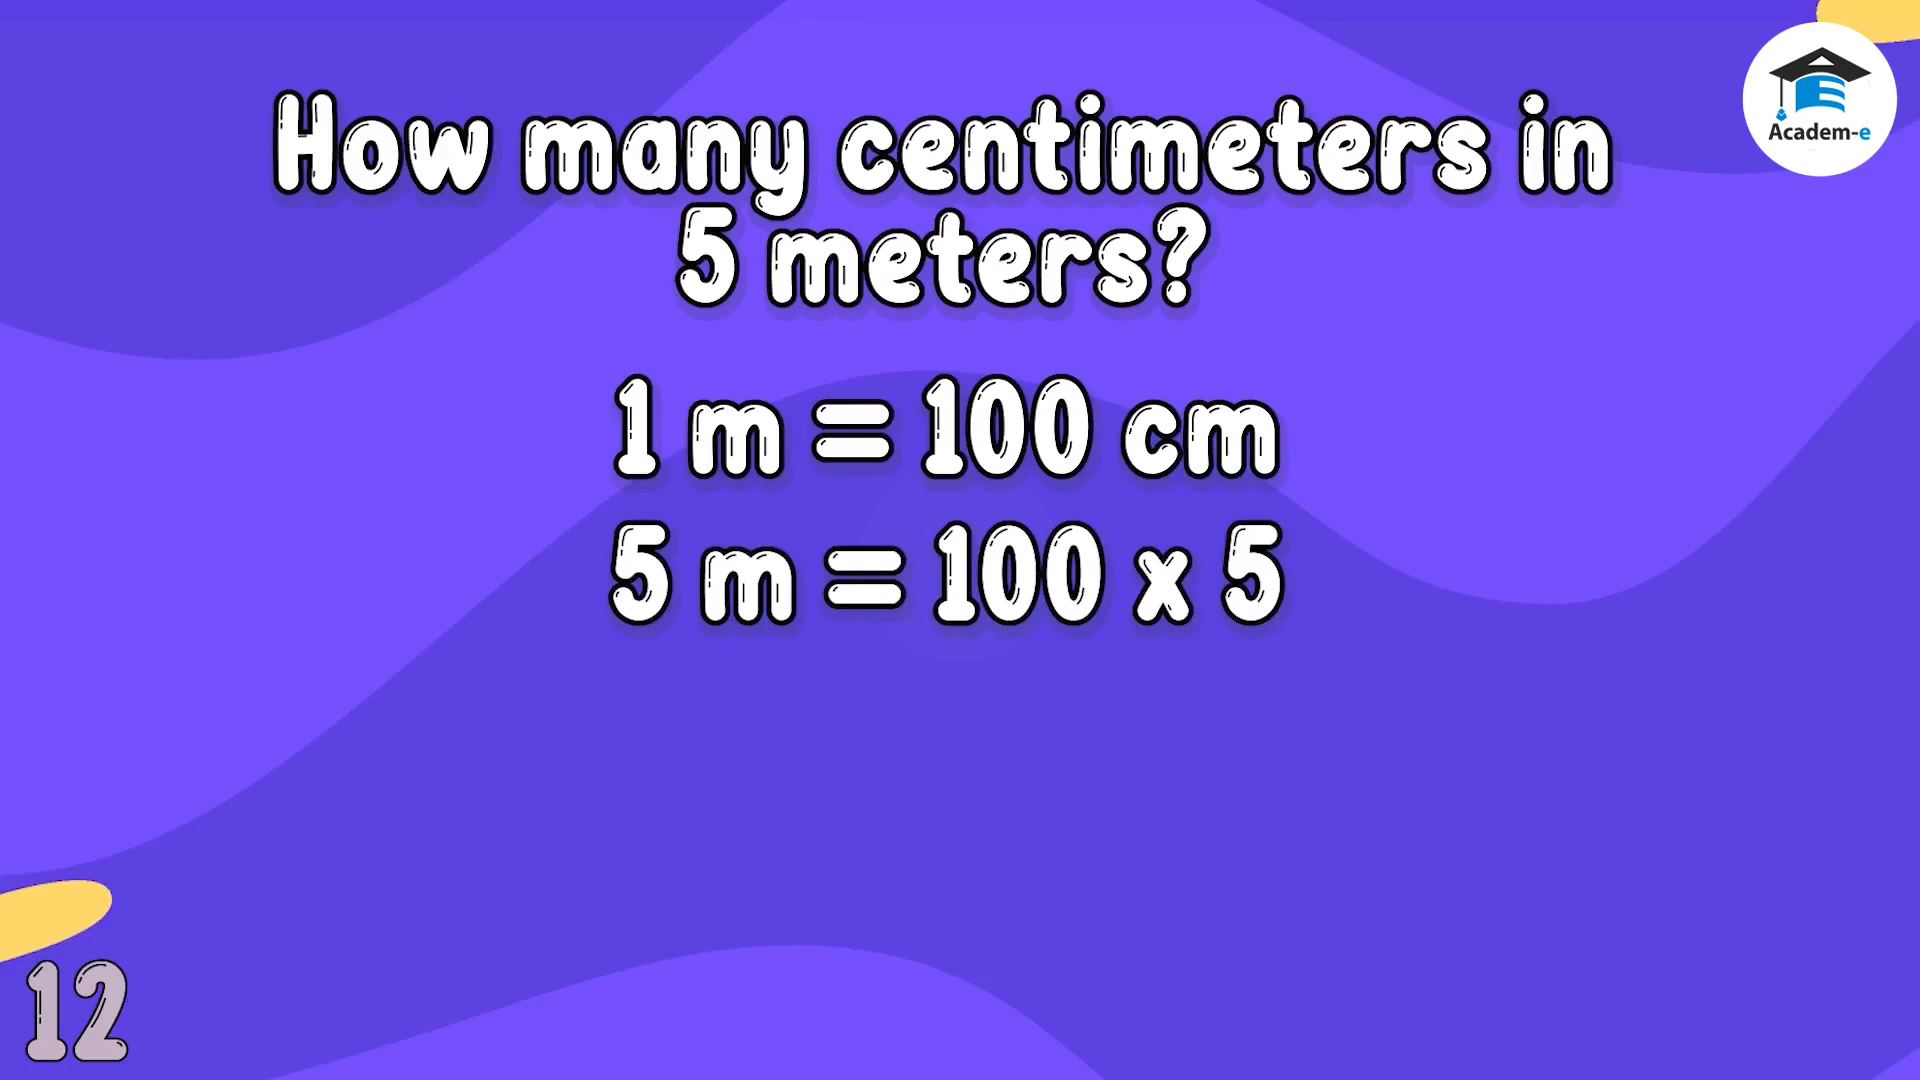 Academ-e
How many centimeters in
5 meters?
1 m = 100 cm
5 m = 100 x 5
12